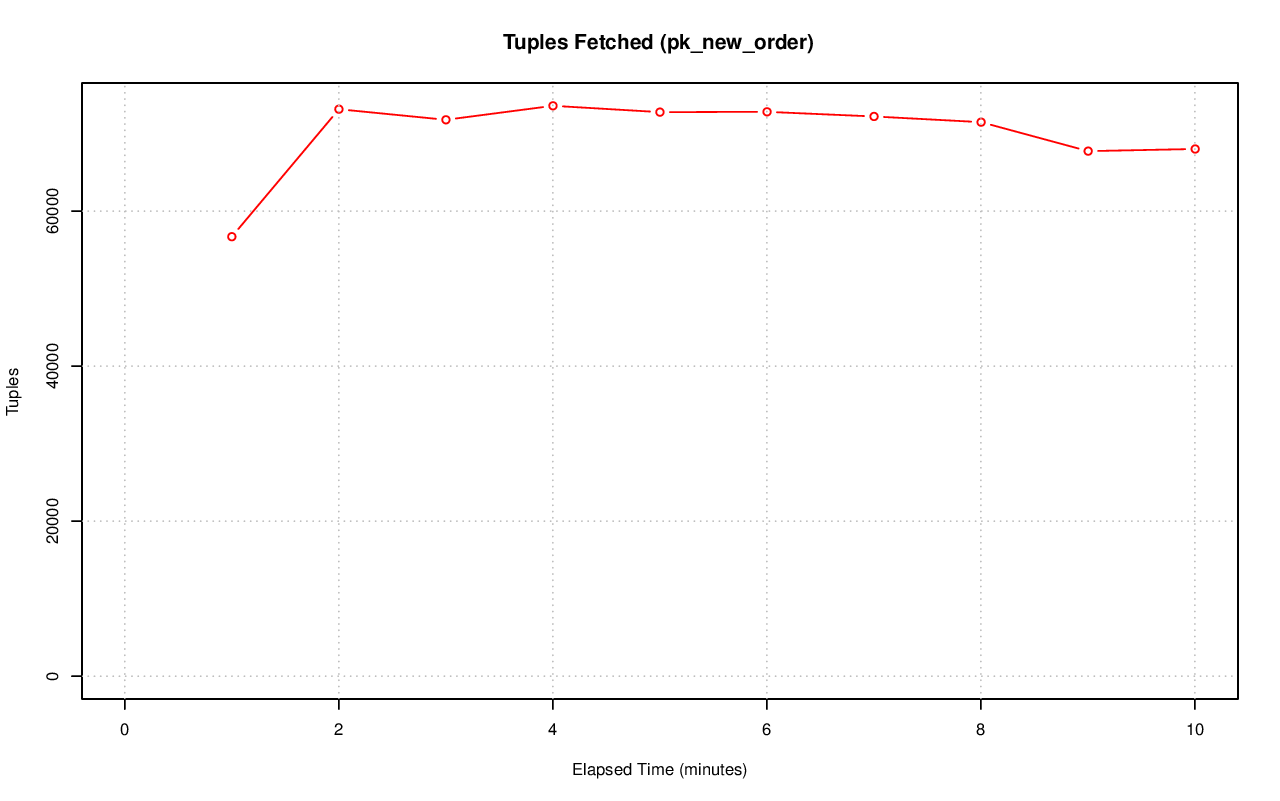 Tuples Fetched (pk_new_order)
Tuples
60000
40000
20000
0
0 2 4 6 8 10
Elapsed Time (minutes)